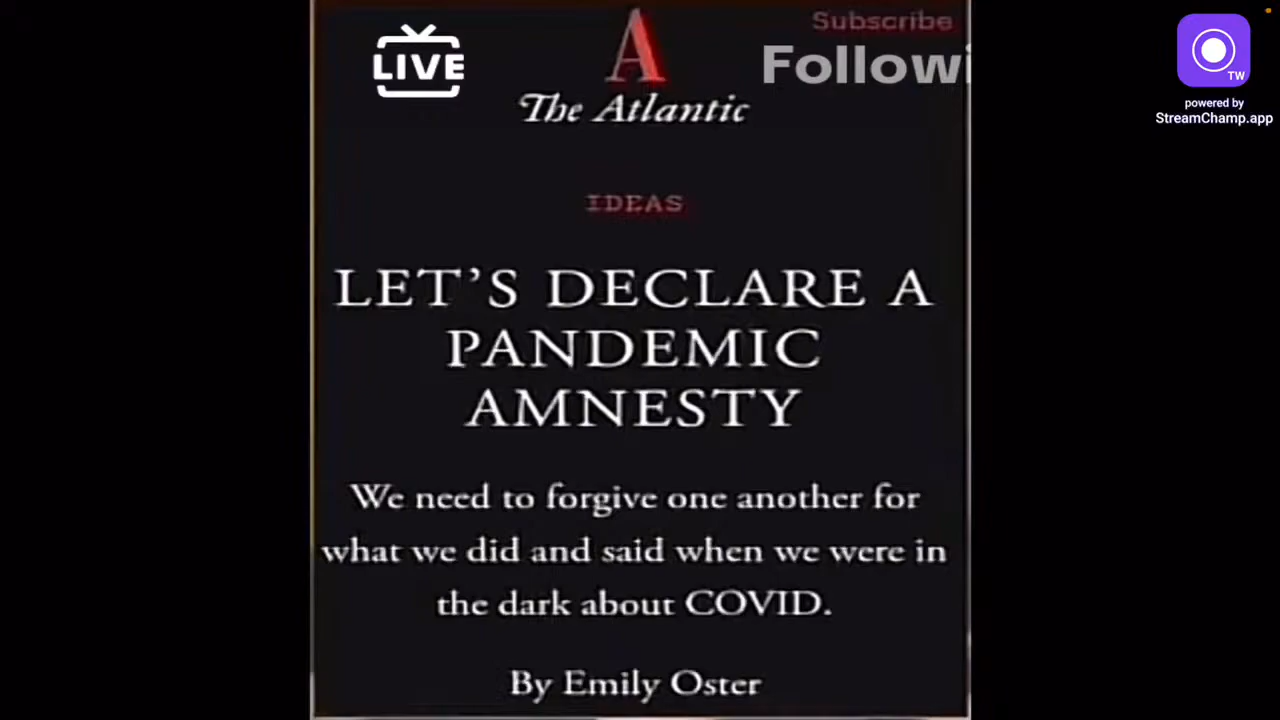 Subscribe
LIVE
Followi
A
The Atlantic
TW
powered by
StreamChamp.app
IDEAS
LET’S DECLARE A
PANDEMIC
AMNESTY
We need to forgive one another for
what we did and said when we were in
the dark about COVID.
By Emily Oster